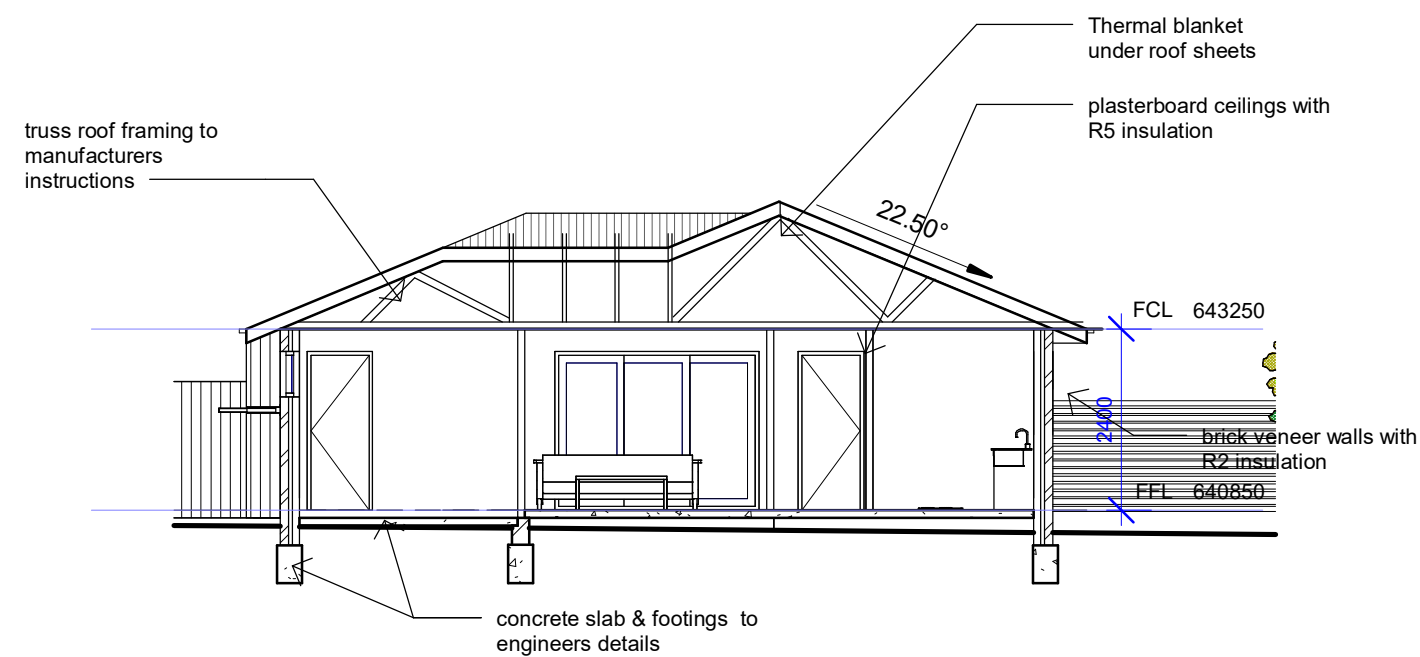 Thermal blanket
under roof sheets
plasterboard ceilings with
R5 insulation
truss roof framing to
manufacturers
instructions
22.50°
FCL 643250
2400
brick veneer walls with
R2 insulation
FFL 640850
concrete slab & footings to
engineers details